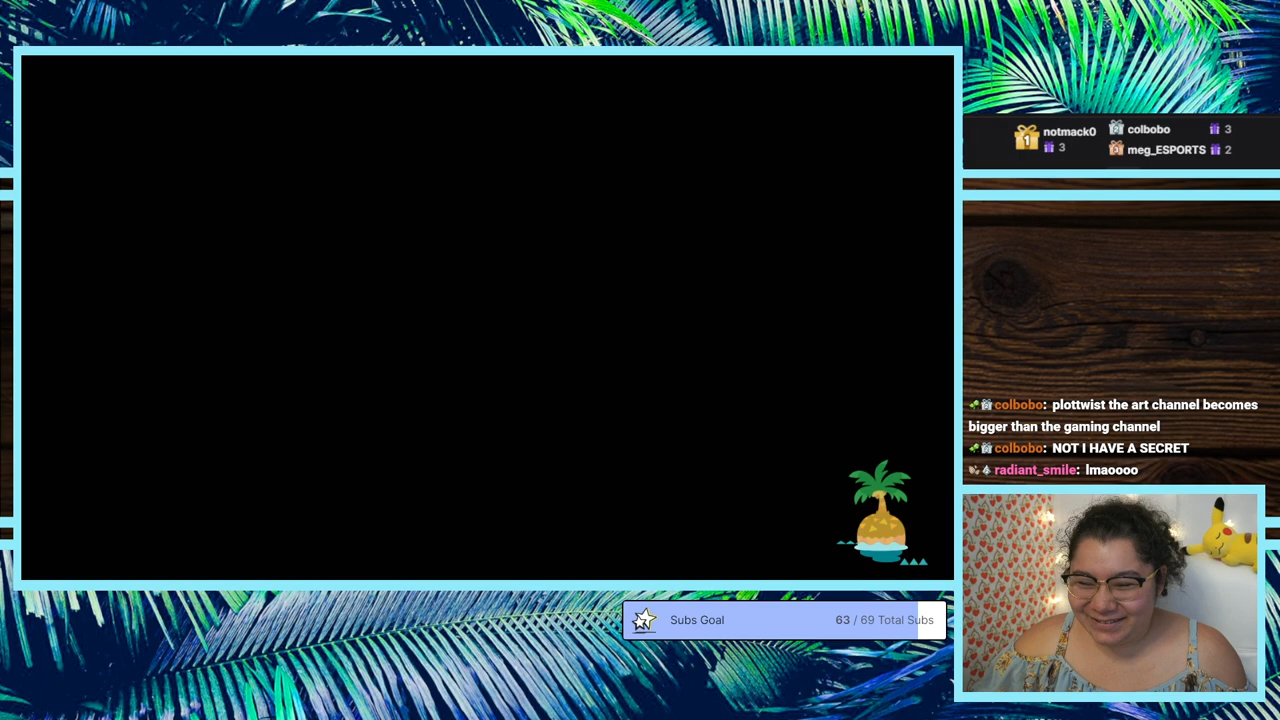 notmack0
3
colbobo 3
meg_ESPORTS 2
colbobo: plottwist the art channel becomes
bigger than the gaming channel
colbobo: NOT I HAVE A SECRET
radiant_smile: lmaoooo
Subs Goal 63 / 69 Total Subs